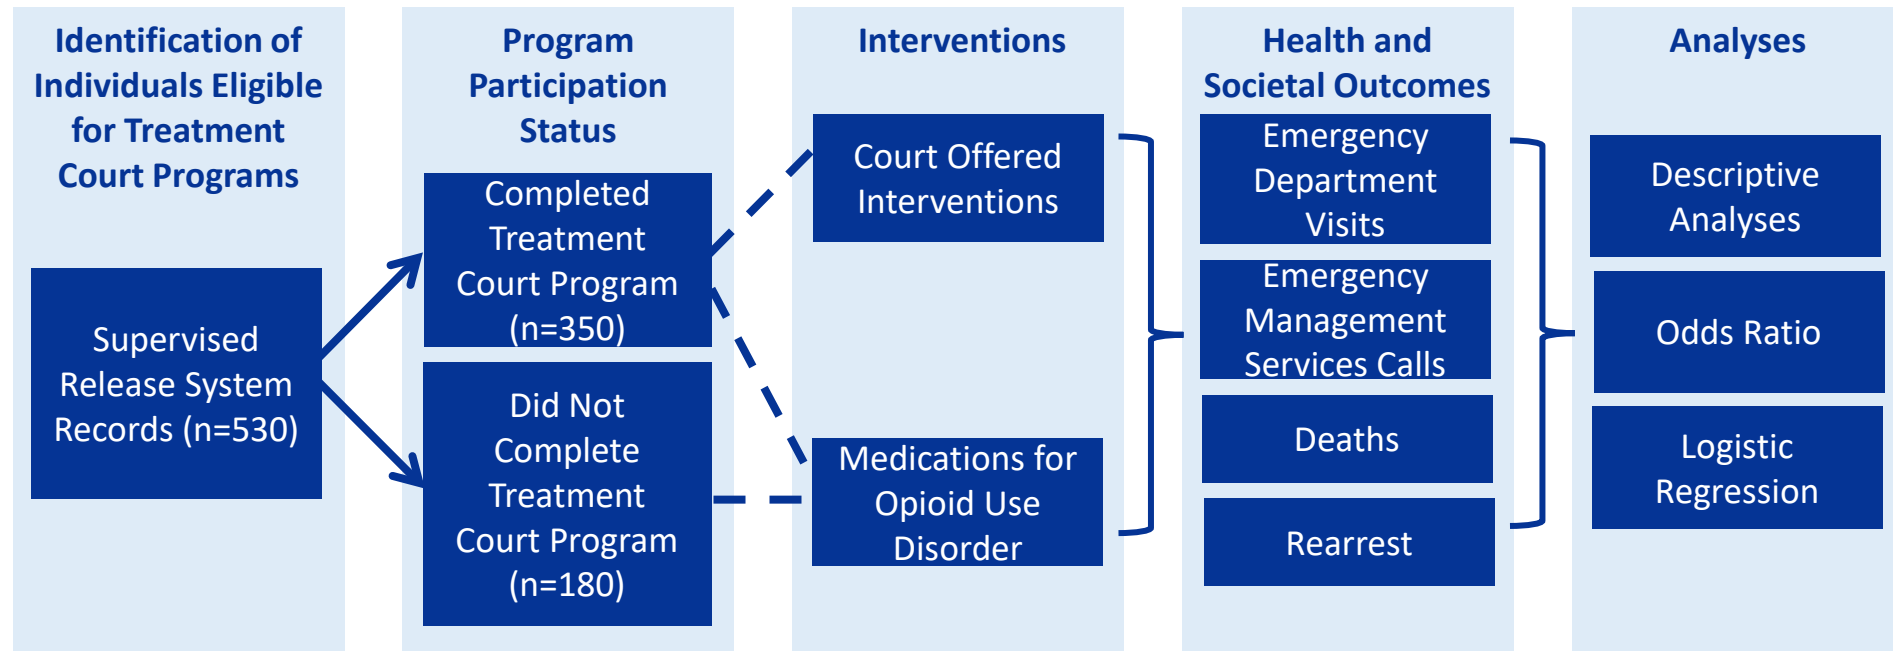 Identification of
Individuals Eligible
for Treatment
Court Programs
Supervised
Release System
Records (n=530)
Program
Participation
Status
Completed
Treatment
Court Program
(n=350)
Did Not
Complete
Treatment
Court Program
(n=180)
Interventions
Court Offered
Interventions
Medications for
Opioid Use
Disorder
Health and
Societal Outcomes
Emergency
Department
Visits
Emergency
Management
Services Calls
Deaths
Rearrest
Analyses
Descriptive
Analyses
Odds Ratio
Logistic
Regression